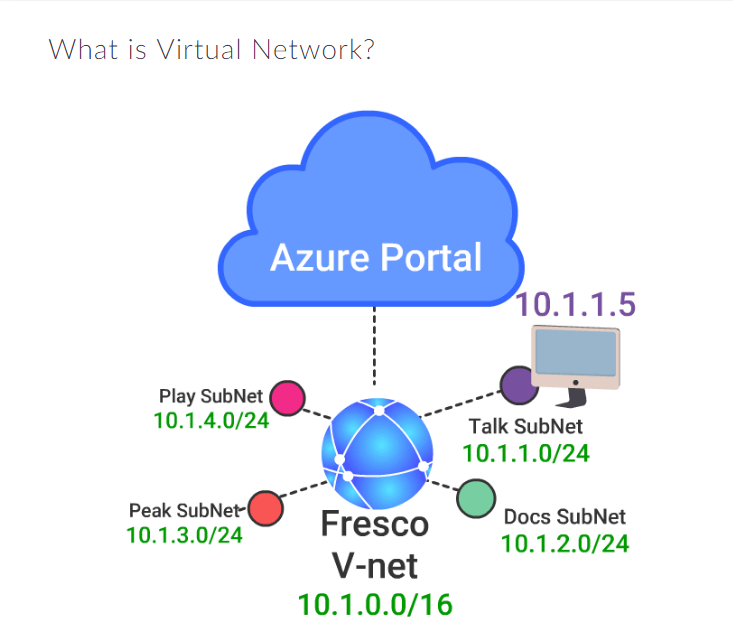 What is Virtual Network?
Azure Portal
10.1.1.5
Play SubNet
10.1.4.0/24
Talk SubNet
10.1.1.0/24
Peak SubNet
10.1.3.0/24
Docs SubNet
10.1.2.0/24
Fresco
V-net
10.1.0.0/16